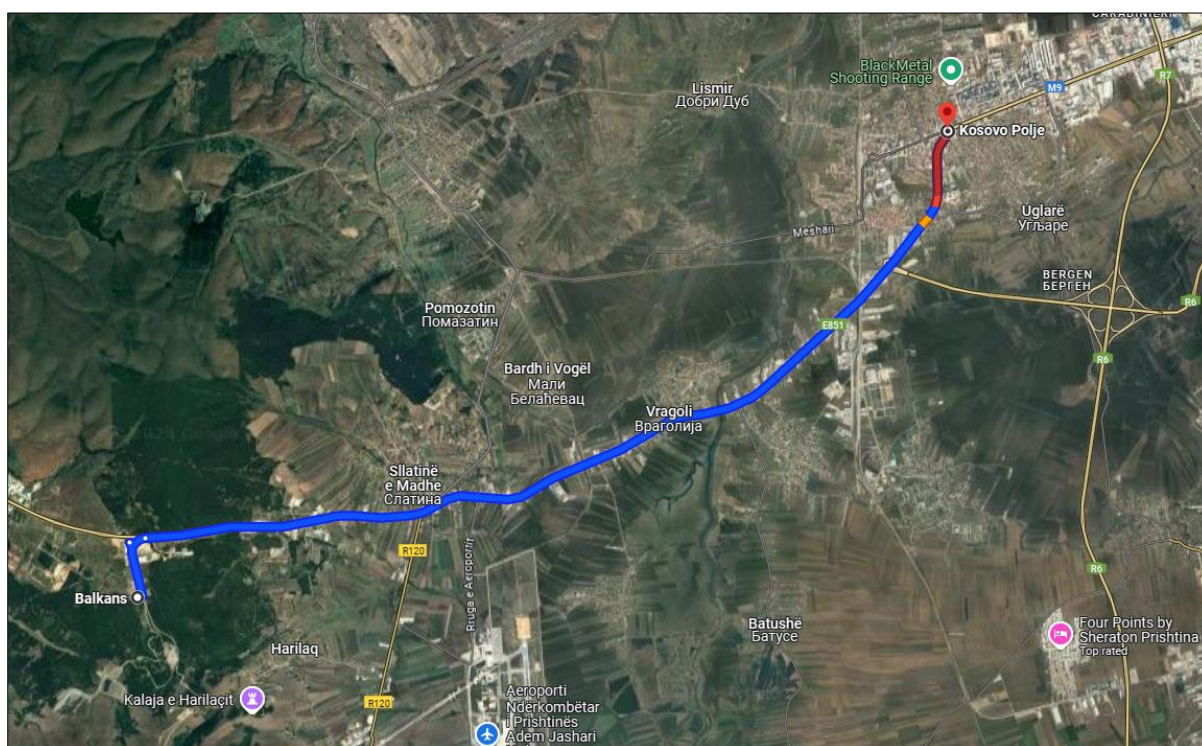 CARABINIERI
BlackMetal
Shooting Range
R7
M9
Lismir
Добри Дуб
Kosovo Polje
Uglarë
Угљаре
Meshari
BERGEN
БЕРГЕН
R6
Pomozotin
Помазатин
E851
R6
Bardh i Vogël
Мали
Белаћевац
Vragoli
Враголија
Sllatinë
e Madhe
Слатина
R120
Rruga e Aeroportit
R6
Balkans
Batushë
Батусе
Four Points by
Sheraton Prishtina
Top rated
Harilaq
Kalaja e Harilaçit
R120
Aeroporti
Ndërkombëtar
i Prishtinës
Adem Jashari